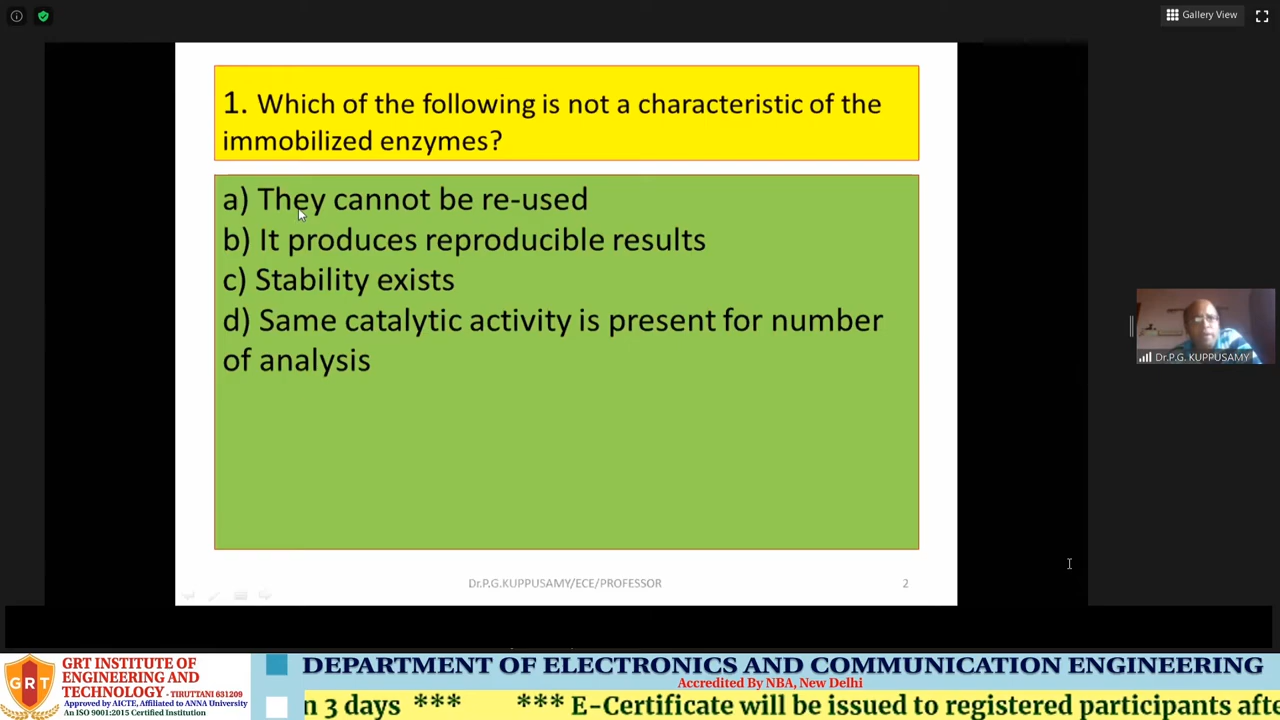 Gallery View
1. Which of the following is not a characteristic of the
immobilized enzymes?
a) They cannot be re-used
b) It produces reproducible results
c) Stability exists
d) Same catalytic activity is present for number
of analysis
Dr.P.G. KUPPUSAMY
Dr.P.G.KUPPUSAMY/ECE/PROFESSOR
2
GRT
GRT INSTITUTE OF
ENGINEERING AND
TECHNOLOGY - TIRUTTANI 631209
Approved by AICTE, Affiliated to ANNA University
An ISO 9001:2015 Certified Institution
DEPARTMENT OF ELECTRONICS AND COMMUNICATION ENGINEERING
Accredited By NBA, New Delhi
n 3 days *** *** E-Certificate will be issued to registered participants afte